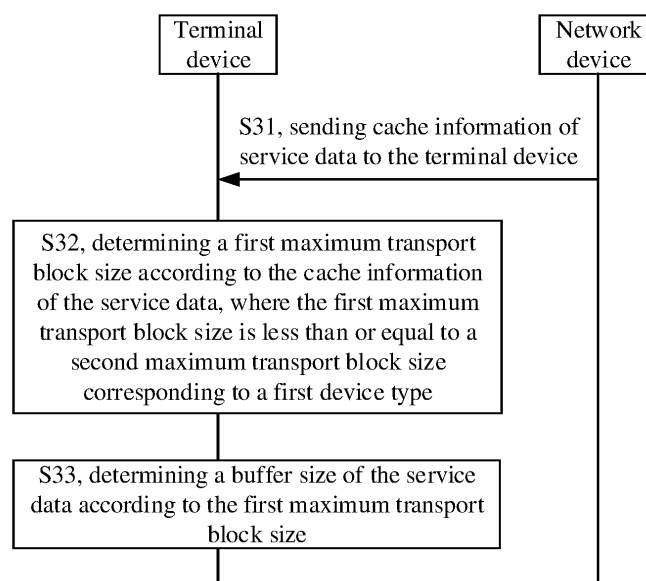 Terminal
device
Network
device
S31, sending cache information of
service data to the terminal device
S32, determining a first maximum transport
block size according to the cache information
of the service data, where the first maximum
transport block size is less than or equal to a
second maximum transport block size
corresponding to a first device type
S33, determining a buffer size of the service
data according to the first maximum transport
block size